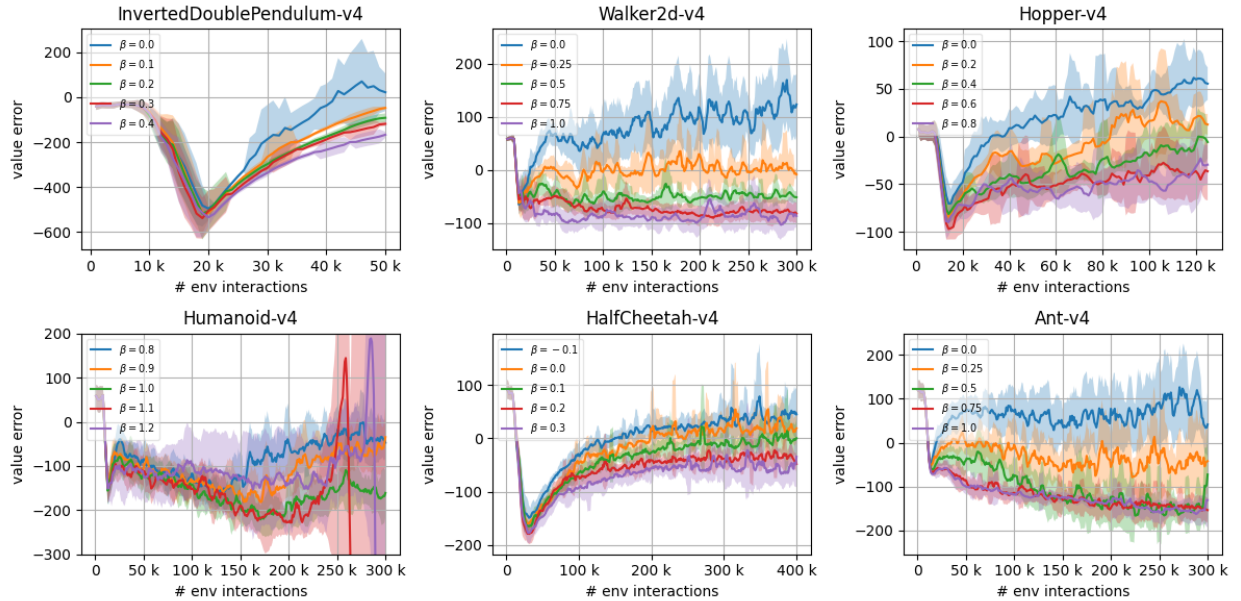 InvertedDoublePendulum-v4
value error
200
0
−200
−400
−600
β = 0.0
β = 0.1
β = 0.2
β = 0.3
β = 0.4
0
10 k
20 k
30 k
40 k
50 k
# env interactions
Walker2d-v4
value error
200
100
0
−100
β = 0.0
β = 0.25
β = 0.5
β = 0.75
β = 1.0
0
50 k
100 k
150 k
200 k
250 k
300 k
# env interactions
Hopper-v4
value error
100
50
0
−50
−100
β = 0.0
β = 0.2
β = 0.4
β = 0.6
β = 0.8
0
20 k
40 k
60 k
80 k
100 k
120 k
# env interactions
Humanoid-v4
value error
200
100
0
−100
−200
−300
β = 0.8
β = 0.9
β = 1.0
β = 1.1
β = 1.2
0
50 k
100 k
150 k
200 k
250 k
300 k
# env interactions
HalfCheetah-v4
value error
100
0
−100
−200
β = −0.1
β = 0.0
β = 0.1
β = 0.2
β = 0.3
0
100 k
200 k
300 k
400 k
# env interactions
Ant-v4
value error
200
100
0
−100
−200
β = 0.0
β = 0.25
β = 0.5
β = 0.75
β = 1.0
0
50 k
100 k
150 k
200 k
250 k
300 k
# env interactions